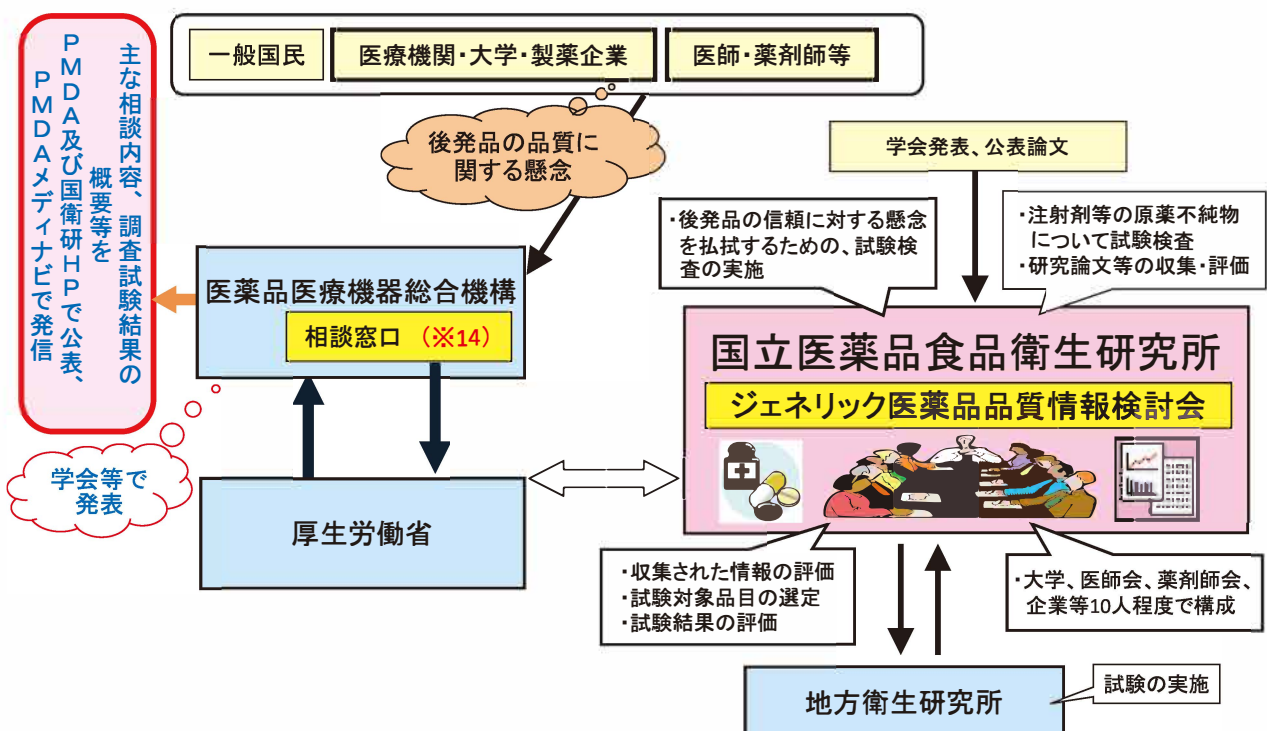 一般国民
医療機関・大学・製薬企業
医師・薬剤師等
主な相談内容、調査試験結果の
概要等を
PMDA及び国衛研HPで公表、
PMDAメディナビで発信
後発品の品質に
関する懸念
学会発表、公表論文
・後発品の信頼に対する懸念
を払拭するための、試験検
査の実施
・注射剤等の原薬不純物
について試験検査
・研究論文等の収集・評価
医薬品医療機器総合機構
相談窓口 (※14)
国立医薬品食品衛生研究所
ジェネリック医薬品品質情報検討会
学会等で
発表
厚生労働省
・収集された情報の評価
・試験対象品目の選定
・試験結果の評価
・大学、医師会、薬剤師会、
企業等10人程度で構成
地方衛生研究所
試験の実施